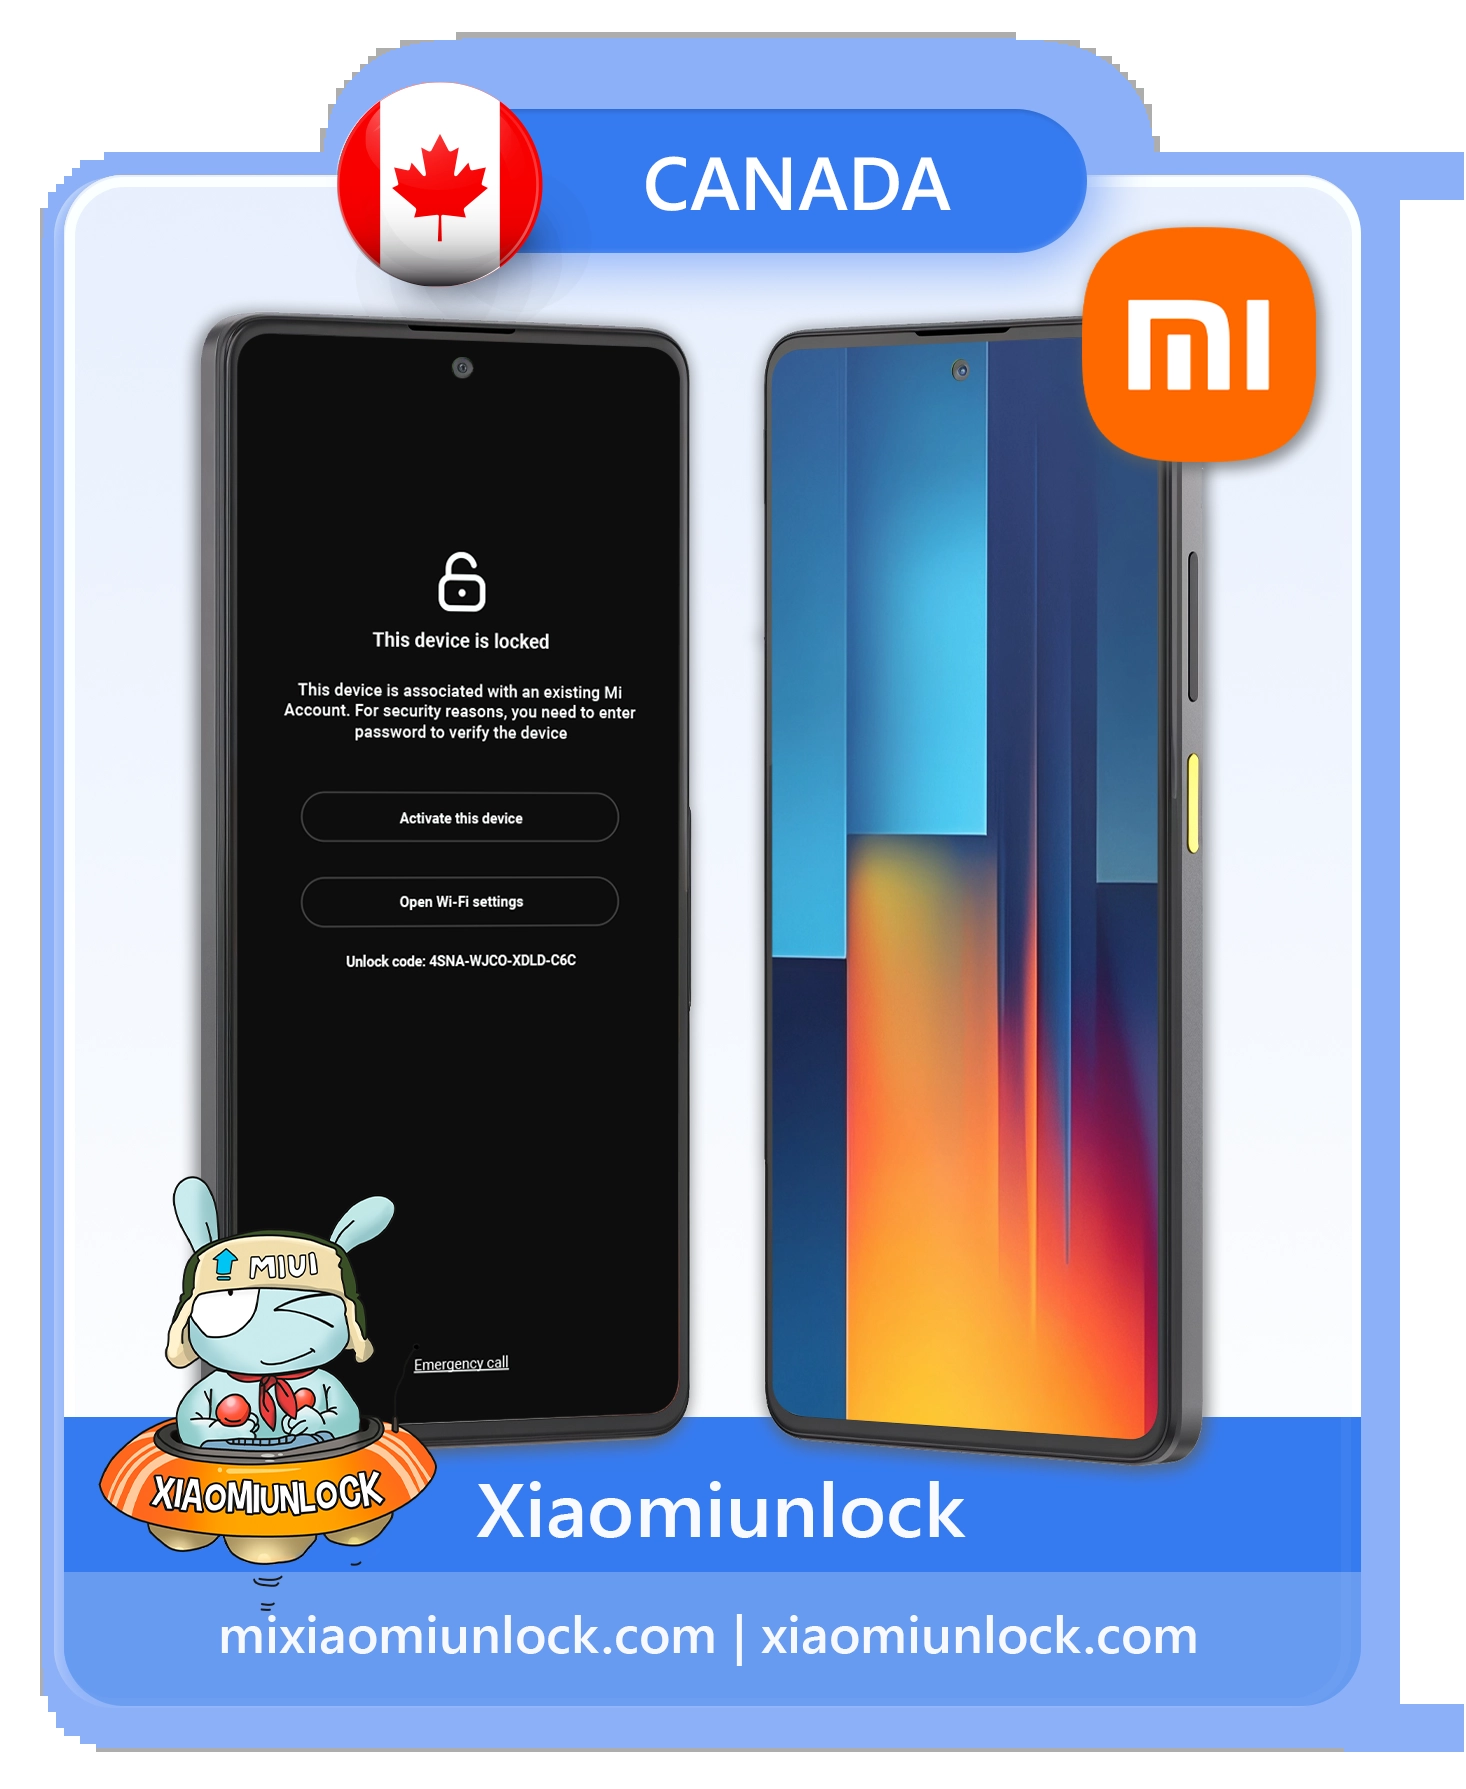 CANADA
mi
This device is locked
This device is associated with an existing Mi
Account. For security reasons, you need to enter
password to verify the device
Activate this device
Open Wi-Fi settings
Unlock code: 4SNA-WJCO-XDLD-C6C
Emergency call
MIUI
XIAOMIUNLOCK
Xiaomiunlock
mixiaomiunlock.com | xiaomiunlock.com